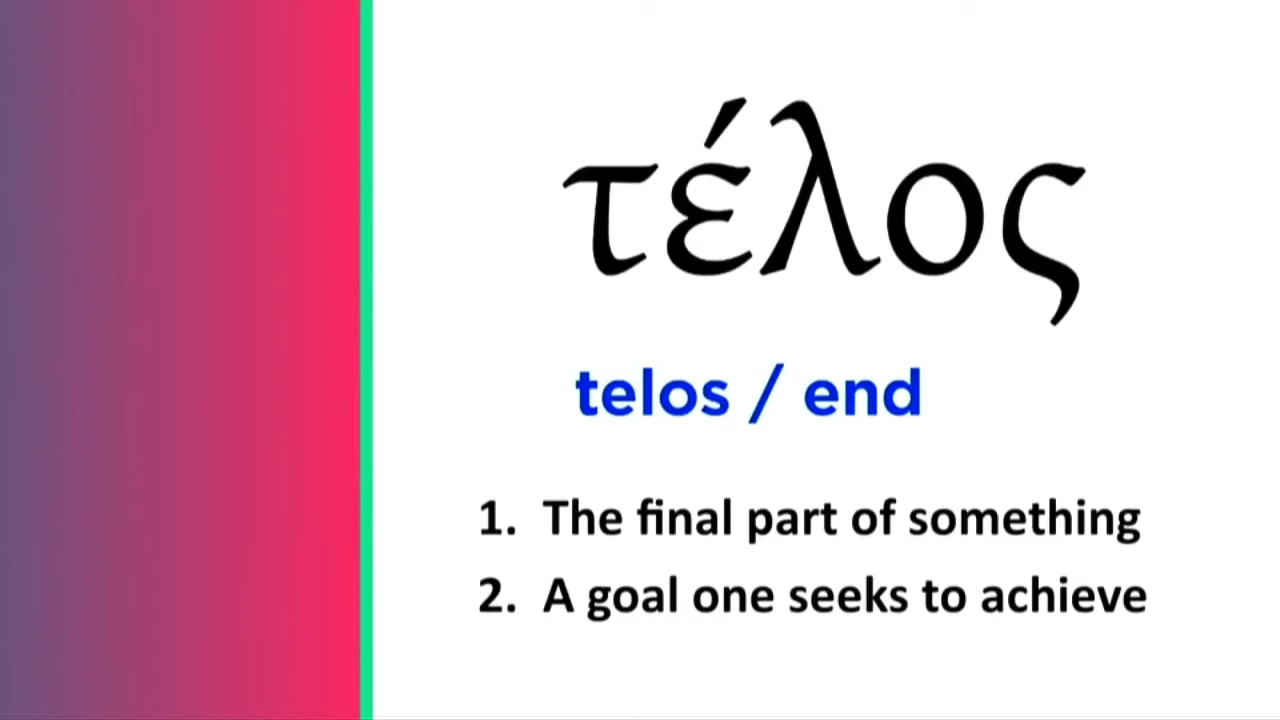 τέλος
telos / end
1. The final part of something
2. A goal one seeks to achieve